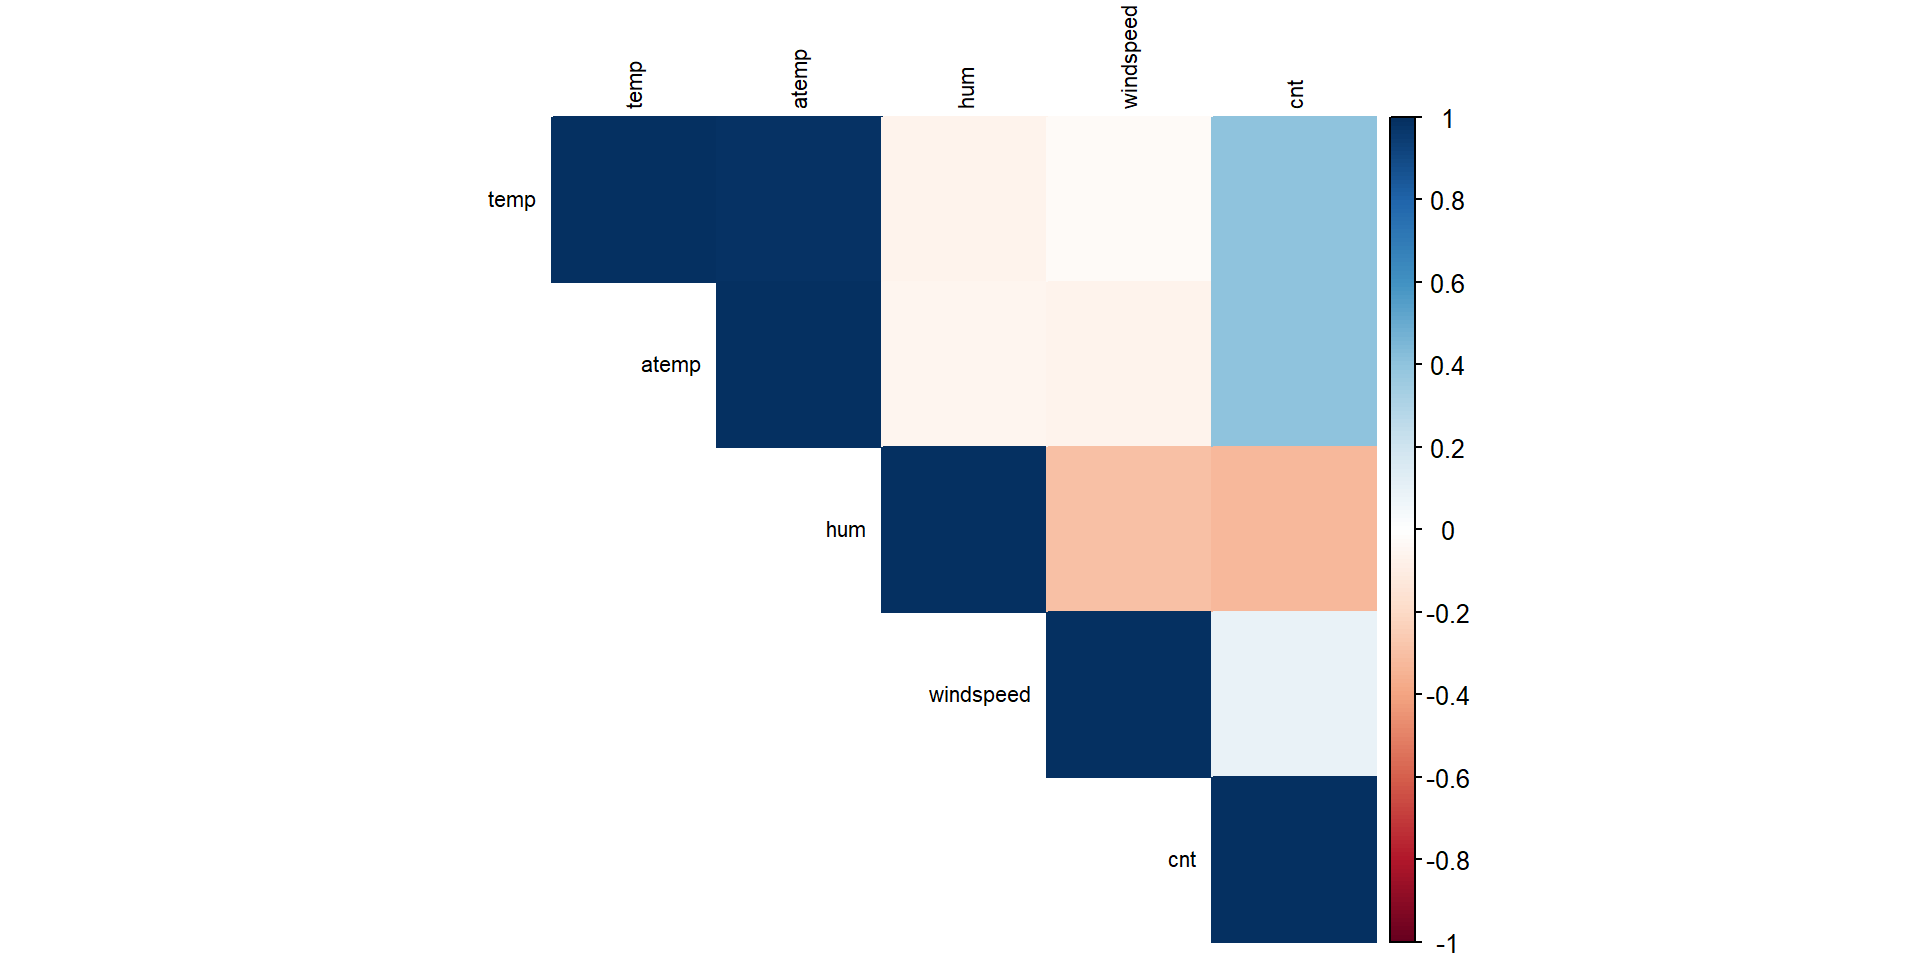 temp
atemp
hum
windspeed
cnt
temp
atemp
hum
windspeed
cnt
1
0.8
0.6
0.4
0.2
0
-0.2
-0.4
-0.6
-0.8
-1